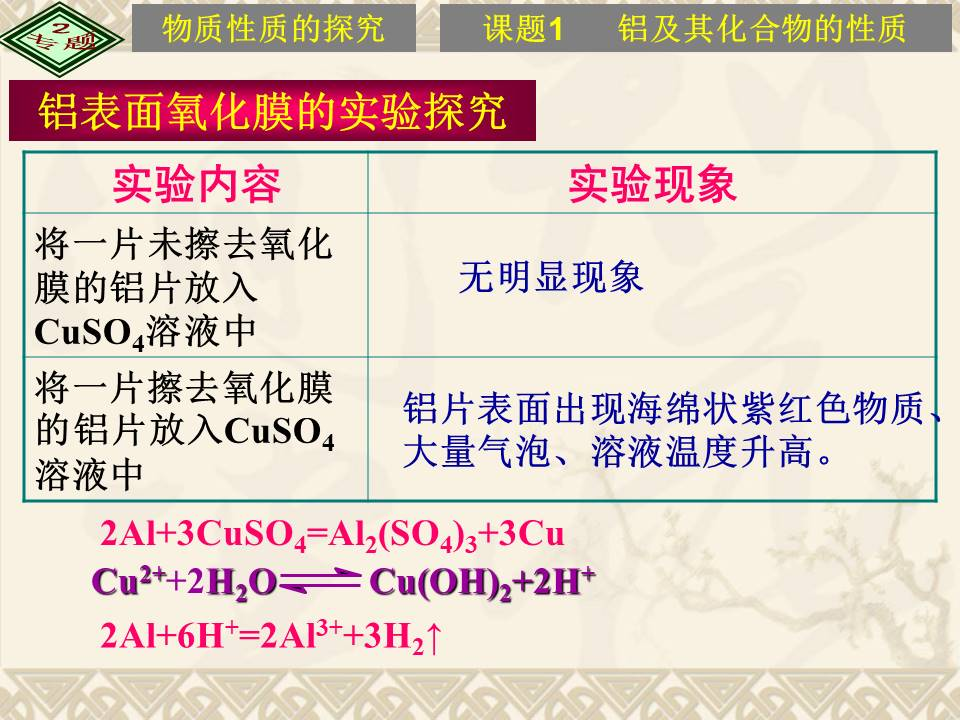 2
专题
物质性质的探究
课题1 铝及其化合物的性质
铝表面氧化膜的实验探究
实验内容
实验现象
将一片未擦去氧化
膜的铝片放入
CuSO₄溶液中
无明显现象
将一片擦去氧化膜
的铝片放入CuSO₄
溶液中
铝片表面出现海绵状紫红色物质、
大量气泡、溶液温度升高。
2Al+3CuSO₄=Al₂(SO₄)₃+3Cu
Cu²⁺+2H₂O⇌Cu(OH)₂+2H⁺
2Al+6H⁺=2Al³⁺+3H₂↑